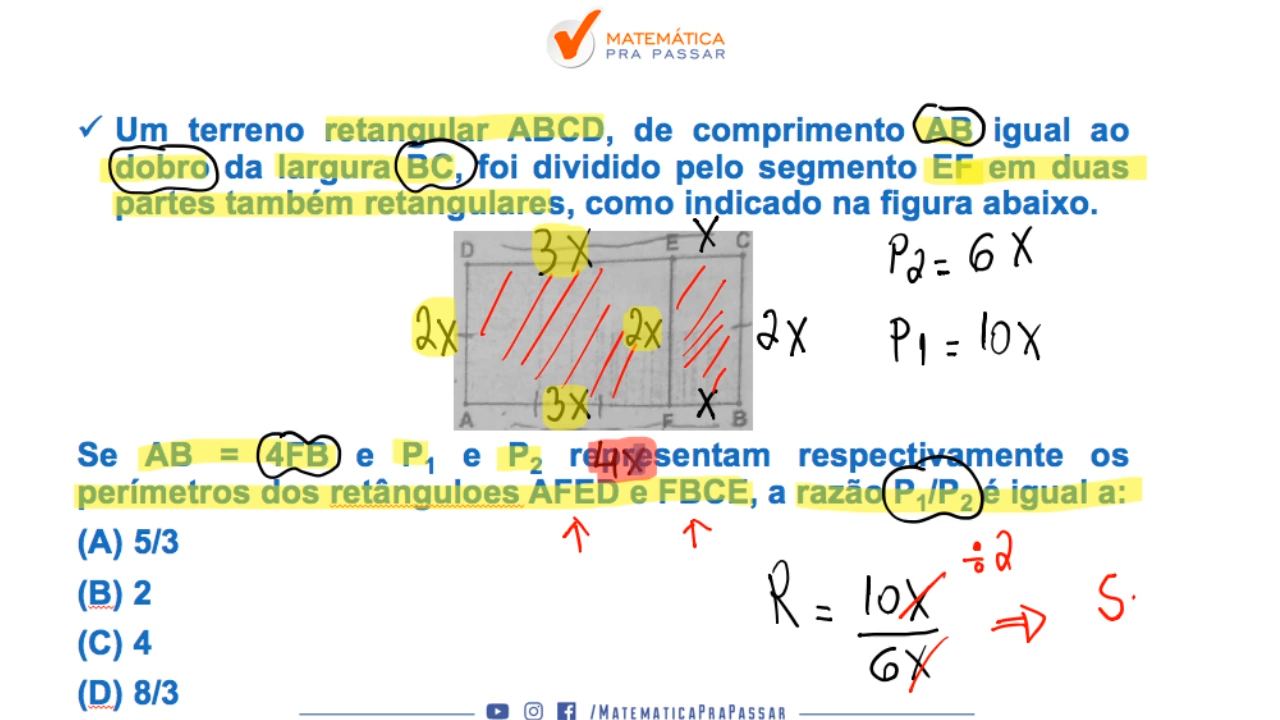 MATEMÁTICA
PRA PASSAR
✓ Um terreno retangular ABCD, de comprimento AB igual ao
dobro da largura BC, foi dividido pelo segmento EF em duas
partes também retangulares, como indicado na figura abaixo.
D 3X E X C
2x 2x 2x
A 3x F X B
P2 = 6X
P1 = 10X
Se AB = 4FB e P1 e P2 representam respectivamente os
4x
perímetros dos retânguloes AFED e FBCE, a razão P1/P2 é igual a:
(A) 5/3
(B) 2
(C) 4
(D) 8/3
R = 10x/6x ÷2 ⇒ 5
/MATEMATICAPRAPASSAR